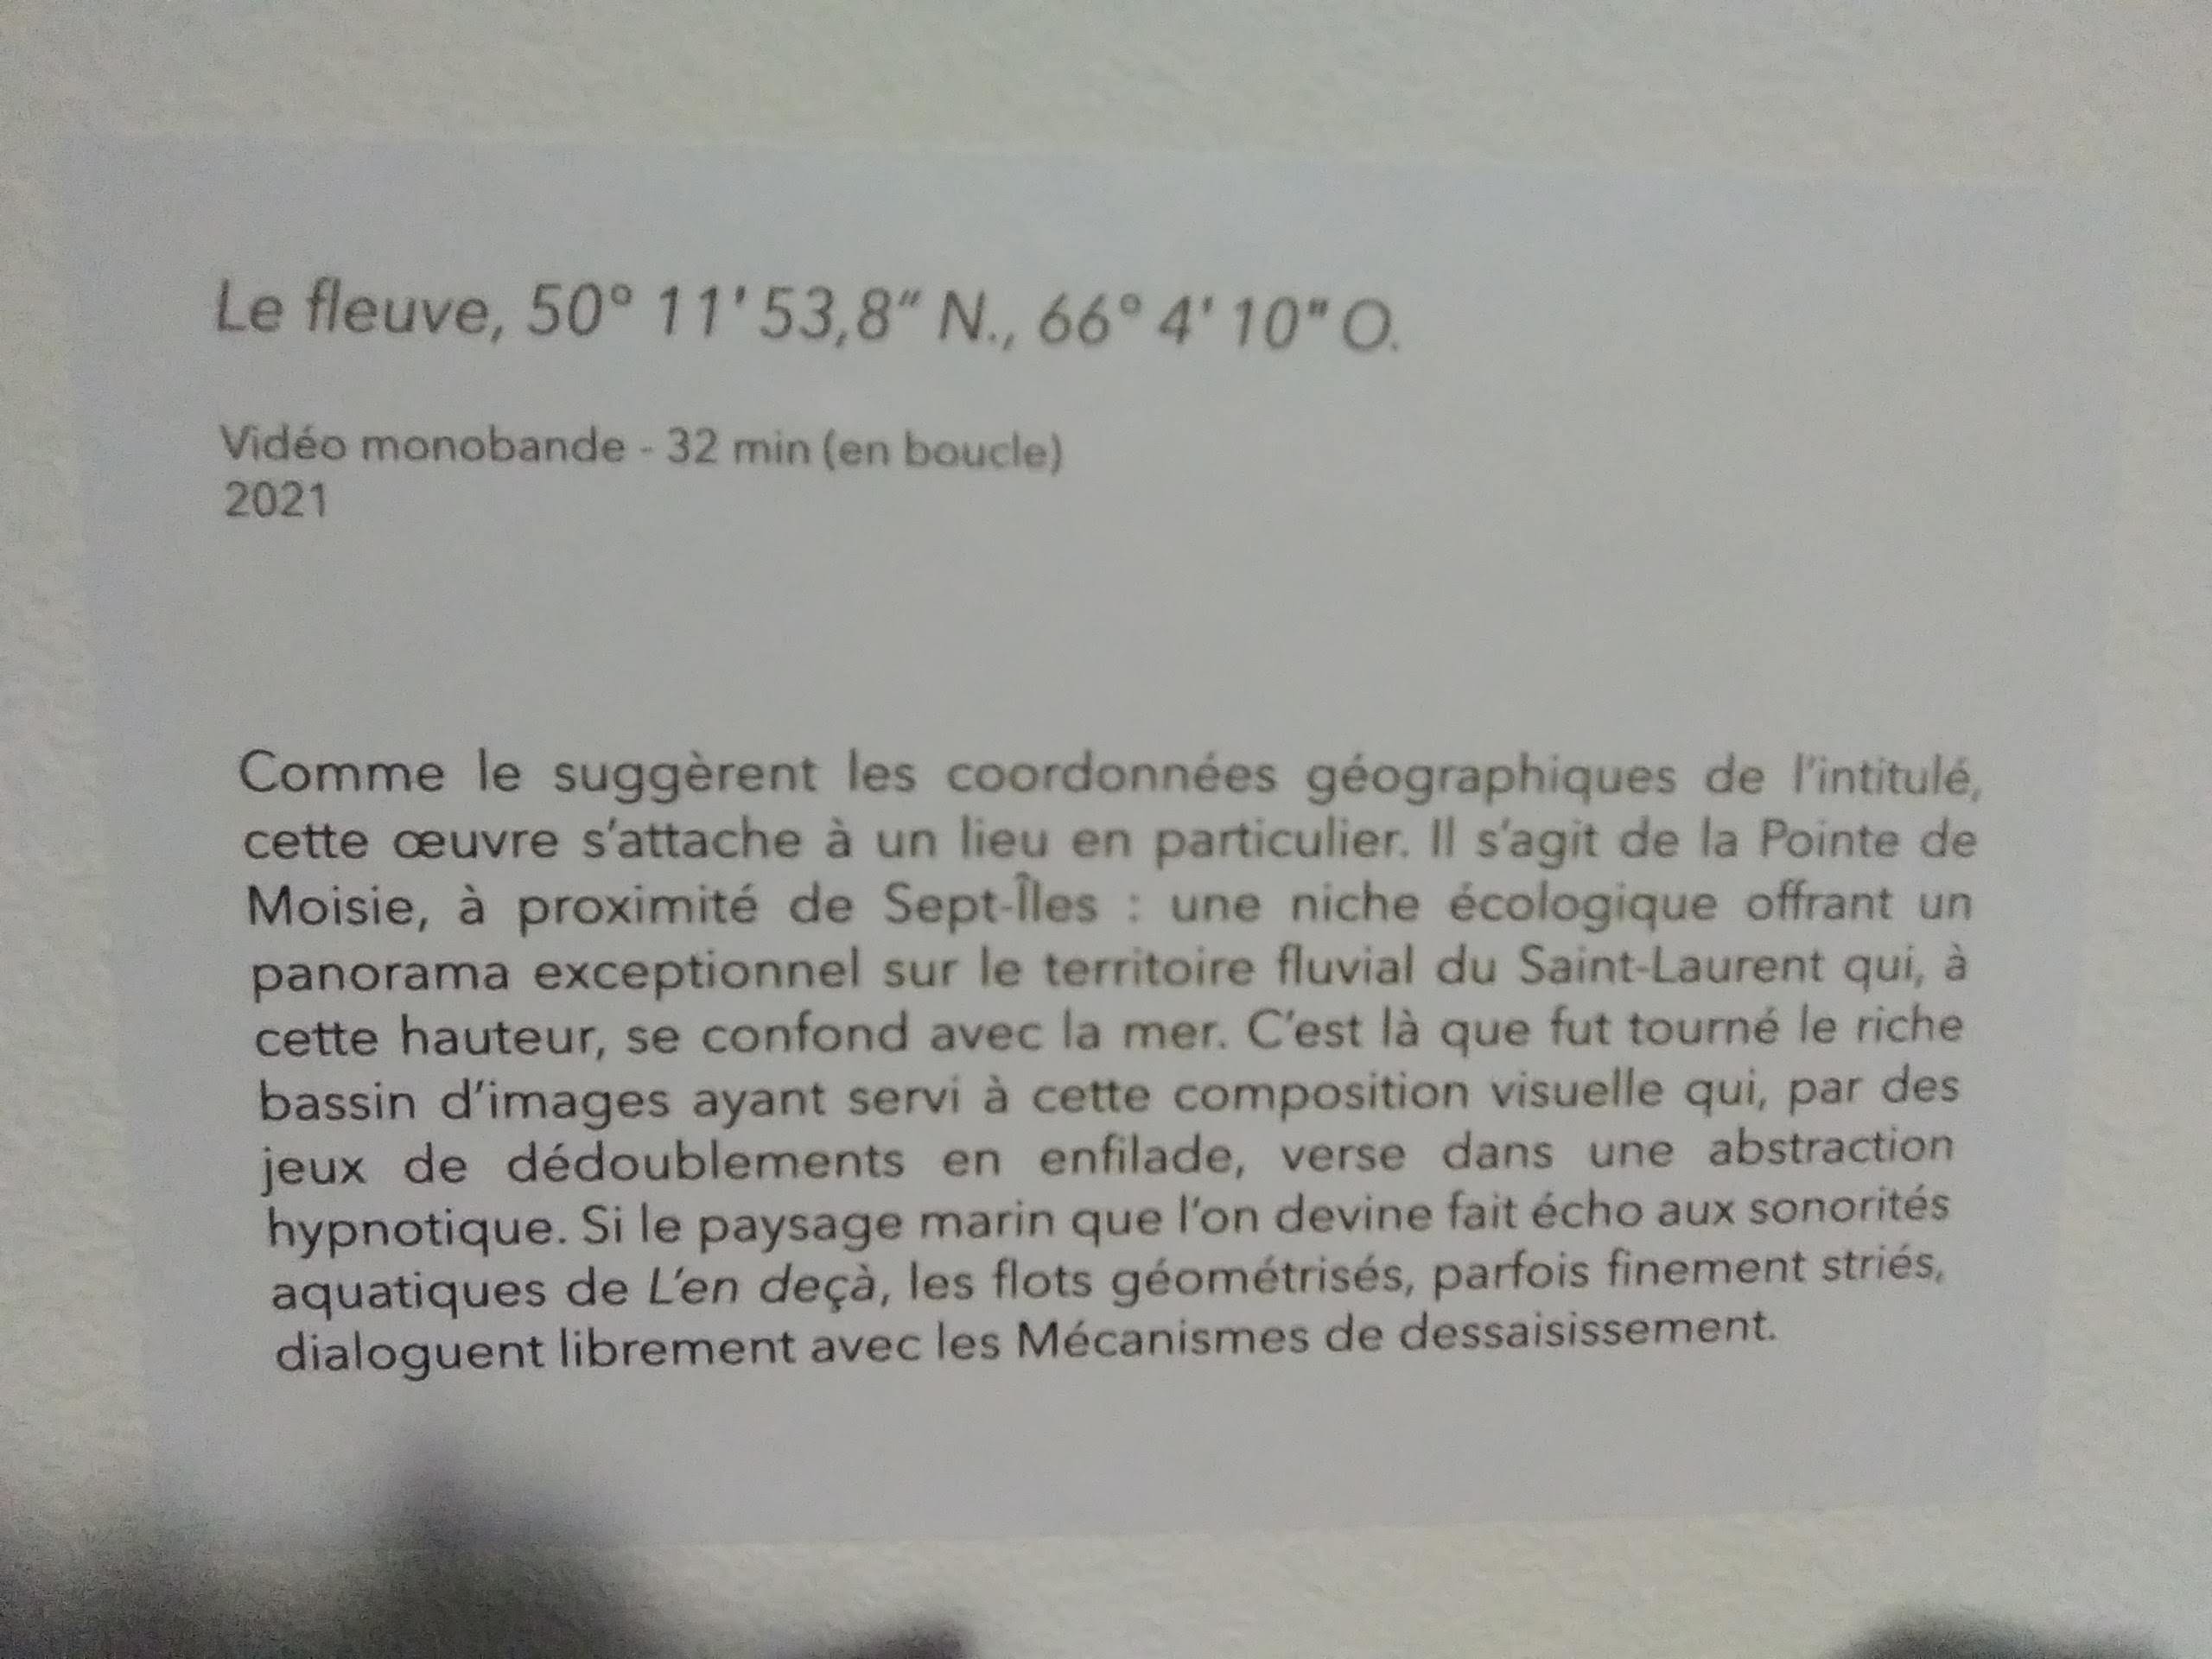 Le fleuve, 50° 11' 53,8" N., 66° 4' 10" O.
Vidéo monobande - 32 min (en boucle)
2021
Comme le suggèrent les coordonnées géographiques de l'intitulé,
cette œuvre s'attache à un lieu en particulier. Il s'agit de la Pointe de
Moisie, à proximité de Sept-Îles : une niche écologique offrant un
panorama exceptionnel sur le territoire fluvial du Saint-Laurent qui, à
cette hauteur, se confond avec la mer. C'est là que fut tourné le riche
bassin d'images ayant servi à cette composition visuelle qui, par des
jeux de dédoublements en enfilade, verse dans une abstraction
hypnotique. Si le paysage marin que l'on devine fait écho aux sonorités
aquatiques de L'en deçà, les flots géométrisés, parfois finement striés,
dialoguent librement avec les Mécanismes de dessaisissement.